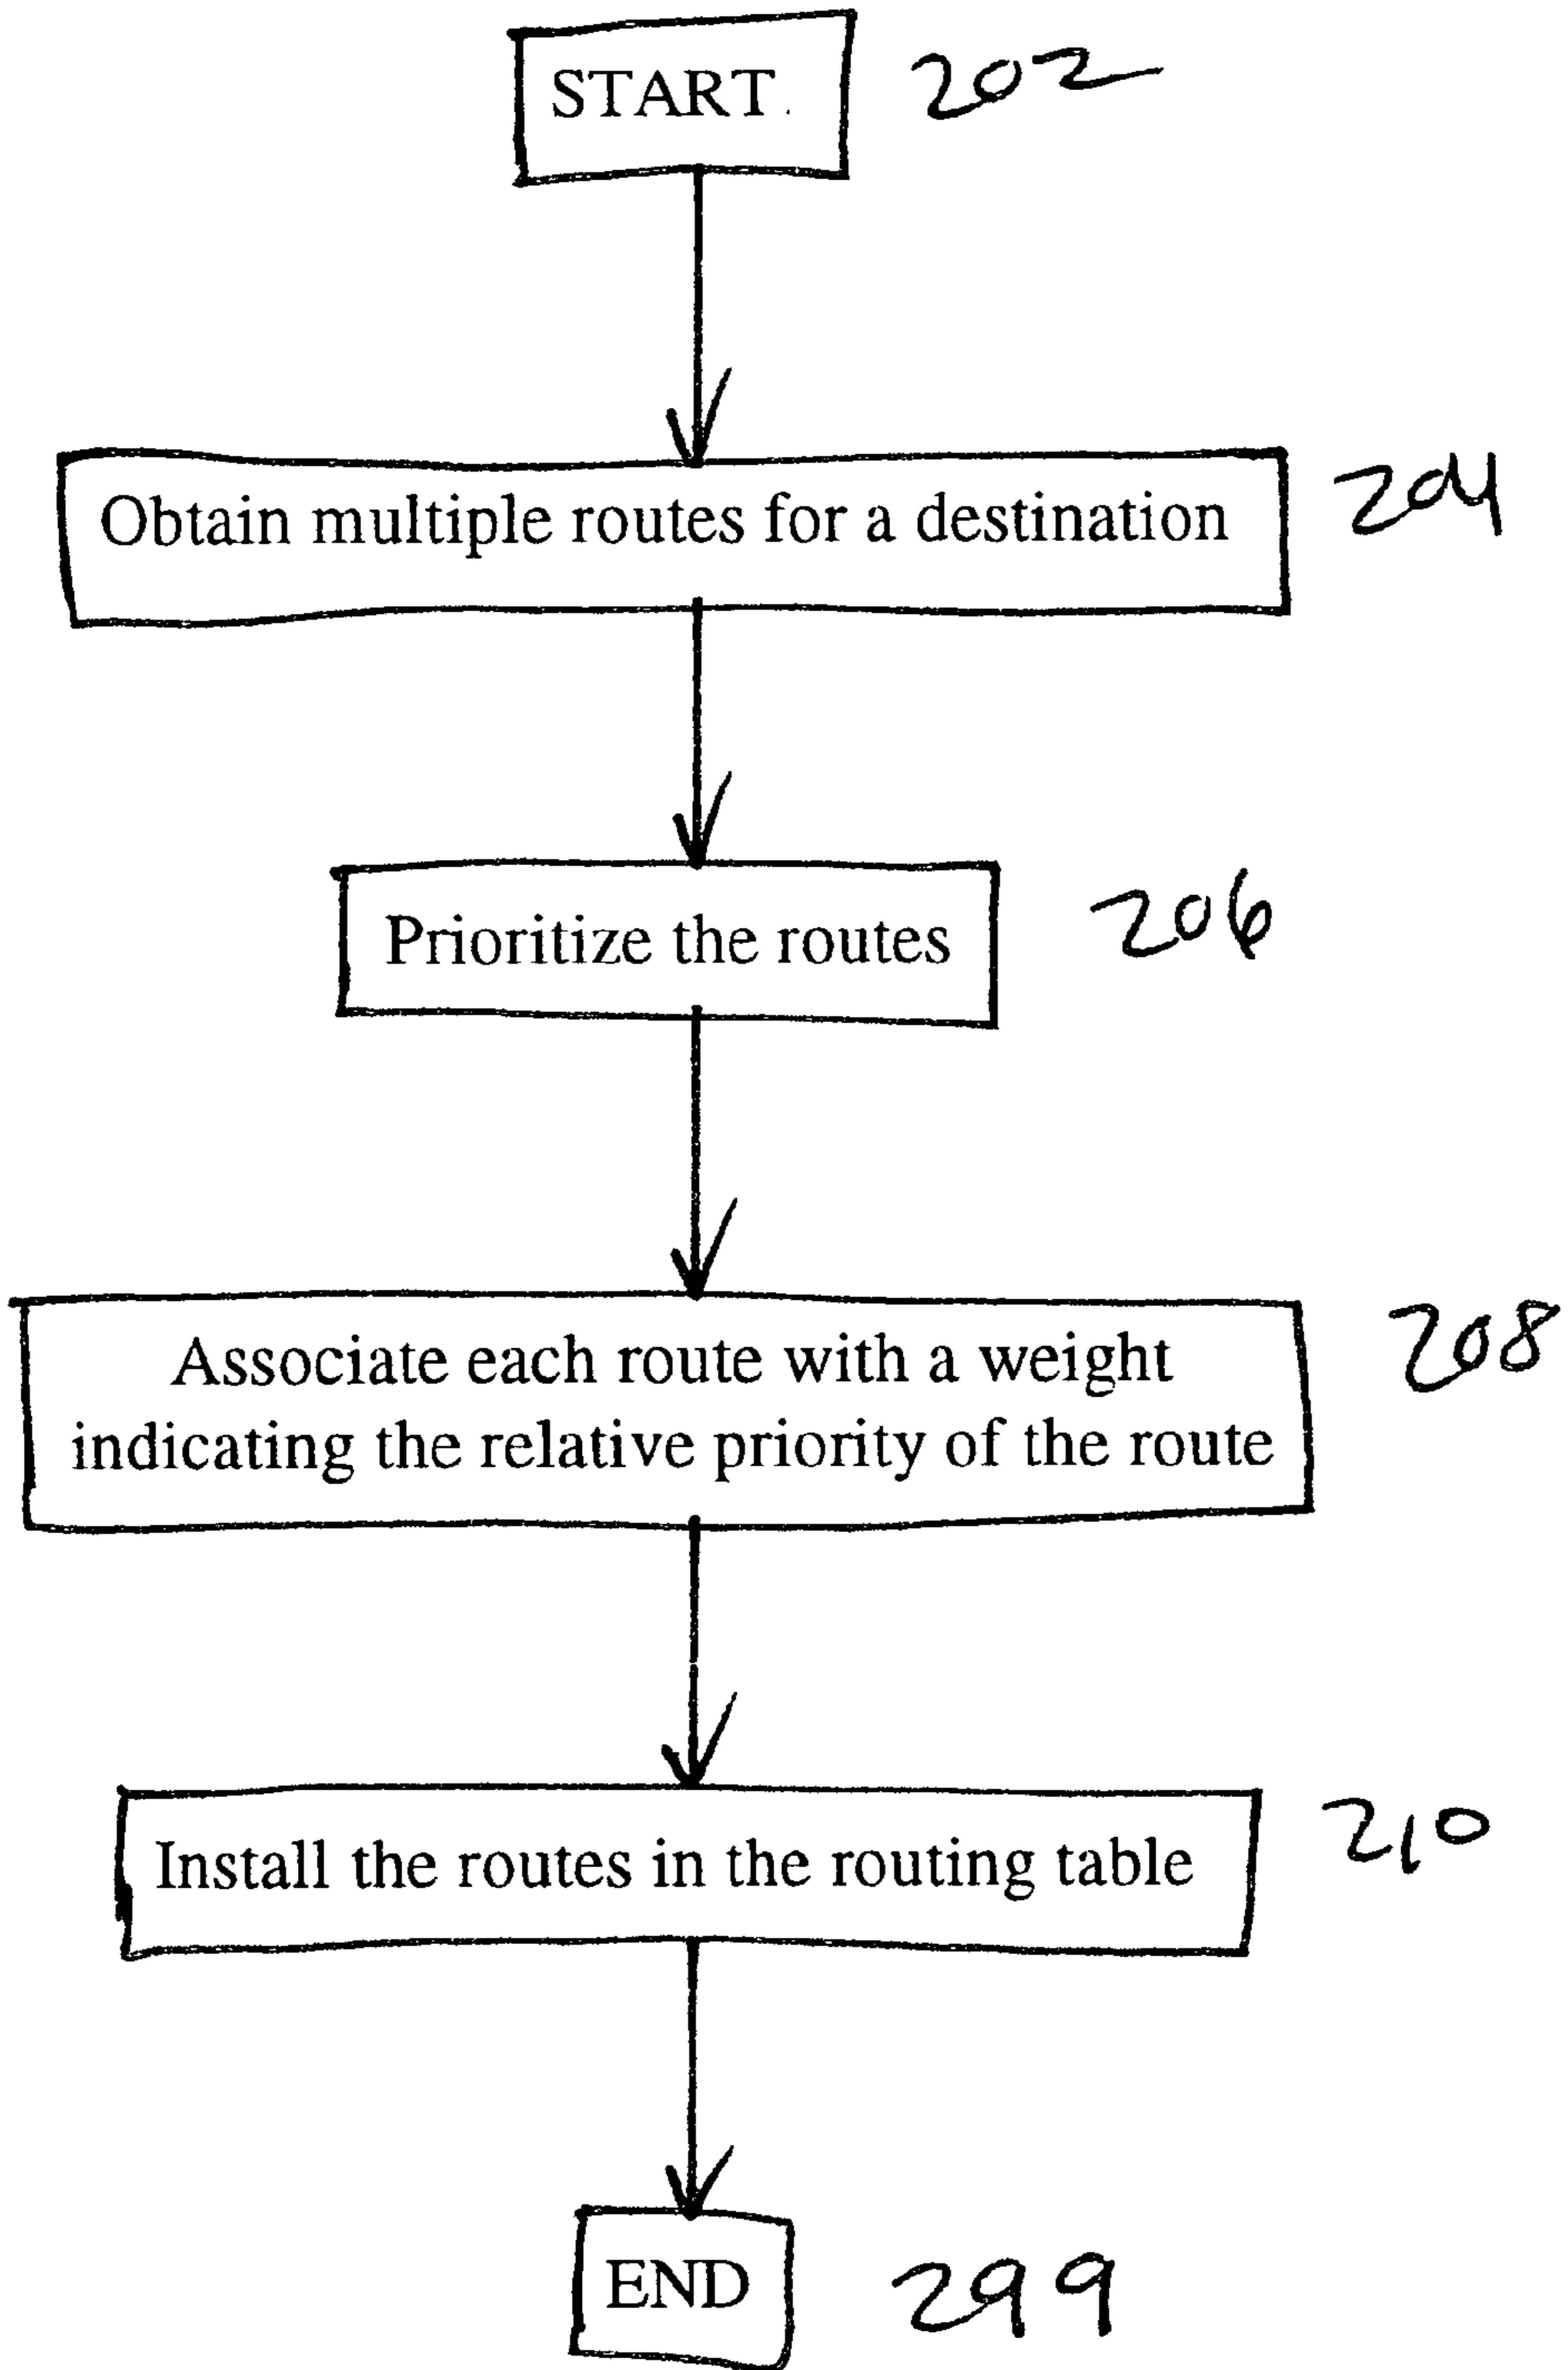 START
202
Obtain multiple routes for a destination
204
Prioritize the routes
206
Associate each route with a weight
indicating the relative priority of the route
208
Install the routes in the routing table
210
END
299